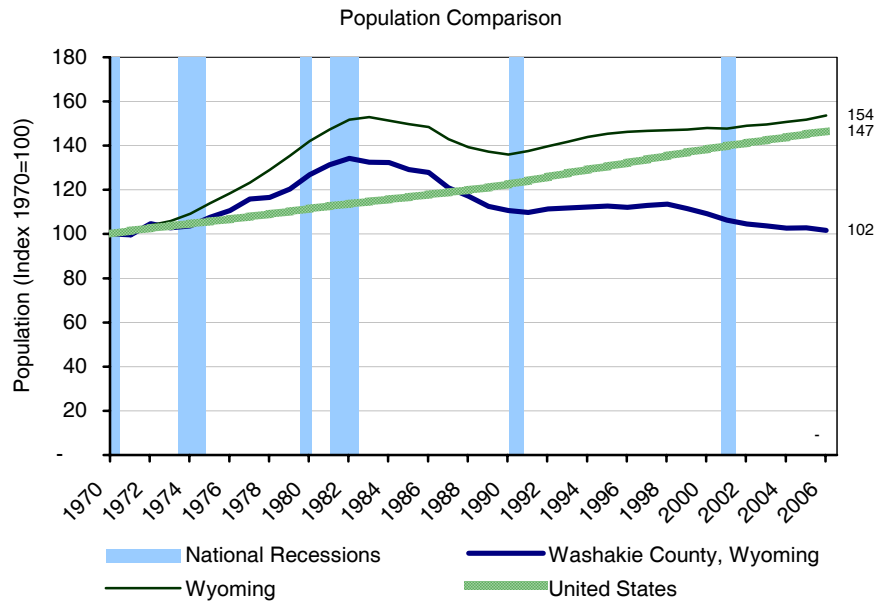 Population Comparison
Population (Index 1970=100)
180
160
140
120
100
80
60
40
20
-
154
147
102
-
1970 1972 1974 1976 1978 1980 1982 1984 1986 1988 1990 1992 1994 1996 1998 2000 2002 2004 2006
National Recessions Washakie County, Wyoming
Wyoming United States